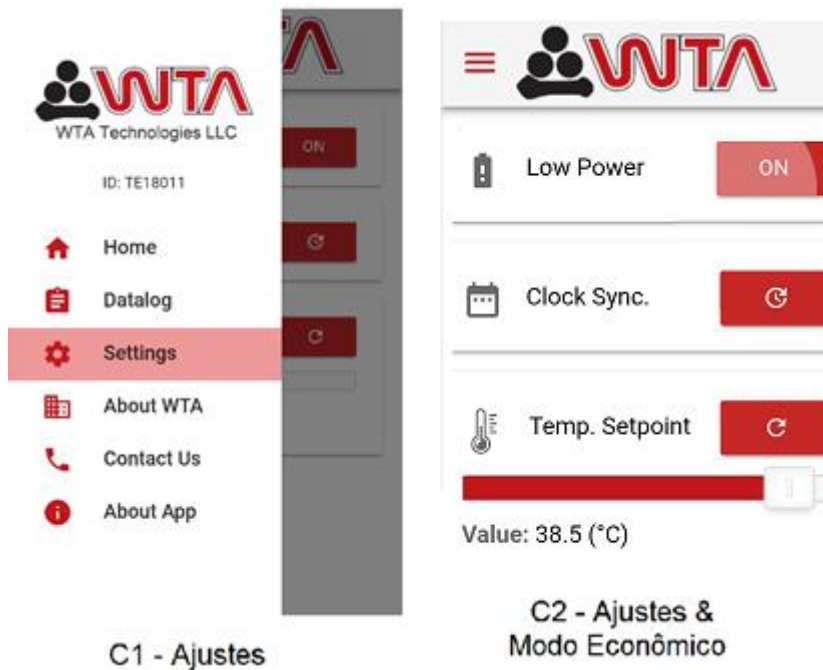 WTA
WTA Technologies LLC
ID: TE18011
Home
Datalog
Settings
About WTA
Contact Us
About App
ON
C1 - Ajustes
WTA
Low Power
ON
Clock Sync.
Temp. Setpoint
Value: 38.5 (°C)
C2 - Ajustes &
Modo Econômico